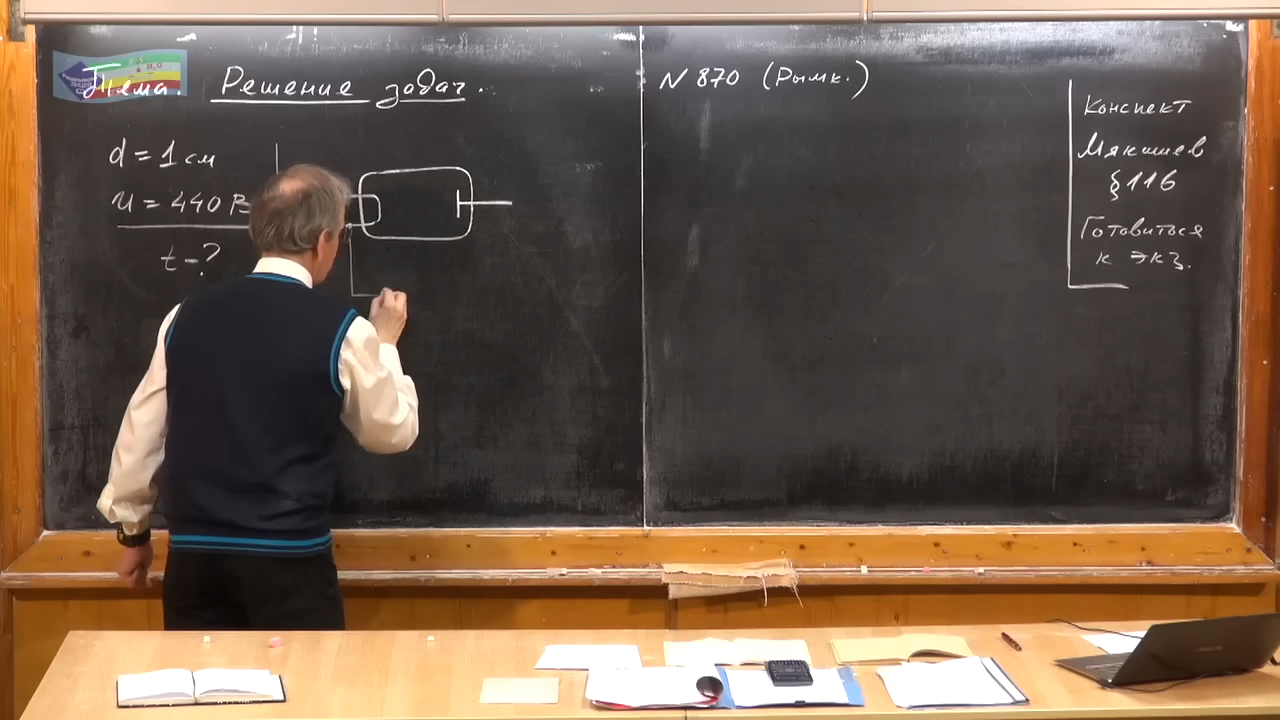 Тема. Решение задач.
d = 1 см
U = 440 В
t - ?
N 870 (Рымк.)
Конспект
Мякишев
§116
Готовиться
к экз.